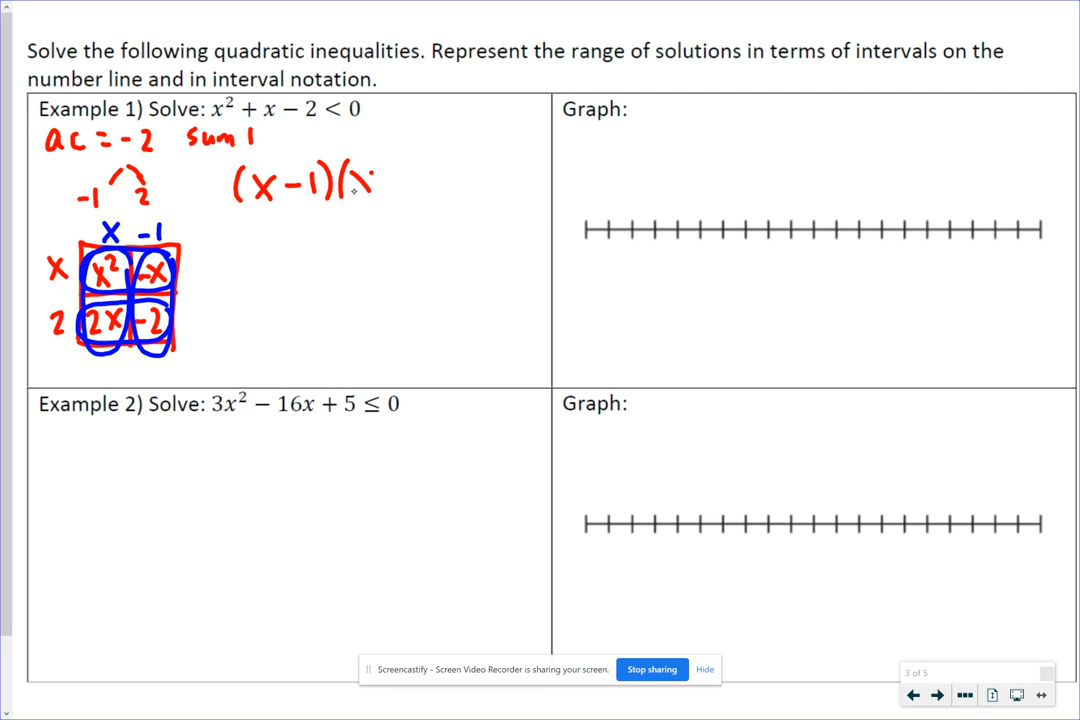 Solve the following quadratic inequalities. Represent the range of solutions in terms of intervals on the
number line and in interval notation.
Example 1) Solve: x² + x − 2 < 0
ac = -2 sum 1
-1 2
(x - 1)(x
x -1
x x² -x
2 2x -2
Graph:
Example 2) Solve: 3x² − 16x + 5 ≤ 0
Graph:
Screencastify - Screen Video Recorder is sharing your screen. Stop sharing Hide
3 of 5